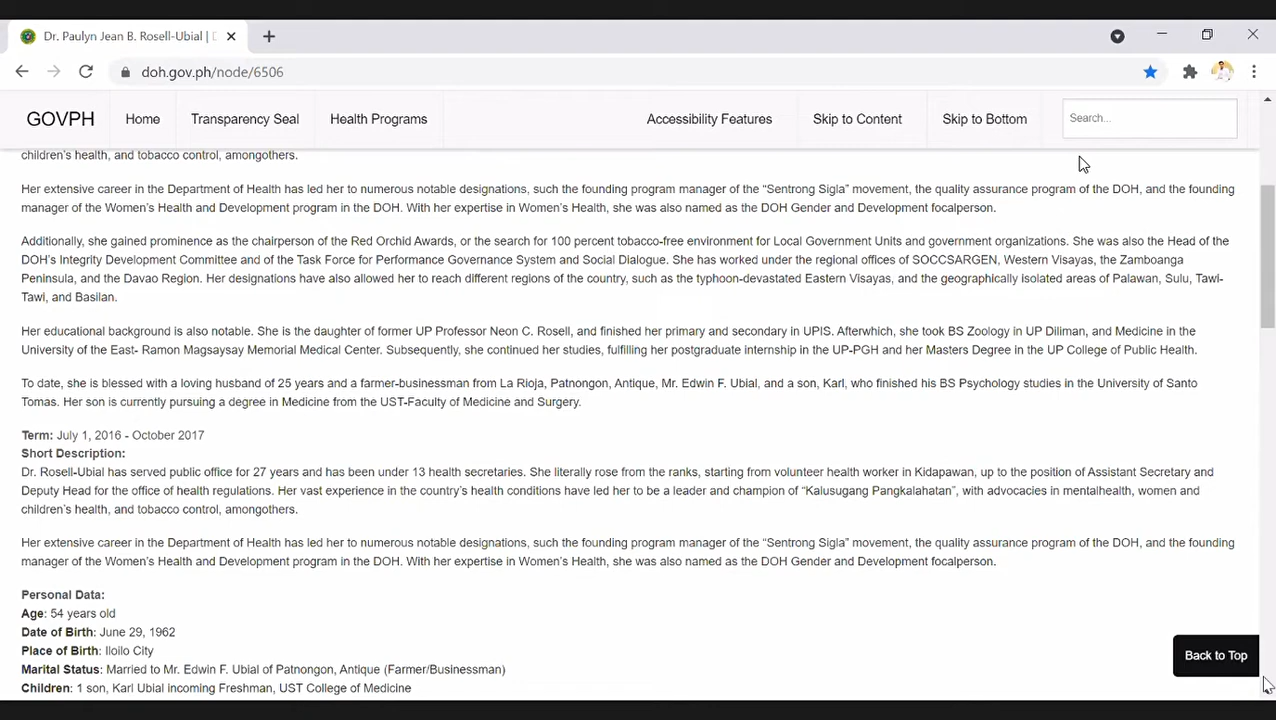 Dr. Paulyn Jean B. Rosell-Ubial |
doh.gov.ph/node/6506
GOVPH Home Transparency Seal Health Programs Accessibility Features Skip to Content Skip to Bottom Search...
children's health, and tobacco control, amongothers.
Her extensive career in the Department of Health has led her to numerous notable designations, such the founding program manager of the “Sentrong Sigla” movement, the quality assurance program of the DOH, and the founding
manager of the Women's Health and Development program in the DOH. With her expertise in Women's Health, she was also named as the DOH Gender and Development focalperson.
Additionally, she gained prominence as the chairperson of the Red Orchid Awards, or the search for 100 percent tobacco-free environment for Local Government Units and government organizations. She was also the Head of the
DOH's Integrity Development Committee and of the Task Force for Performance Governance System and Social Dialogue. She has worked under the regional offices of SOCCSARGEN, Western Visayas, the Zamboanga
Peninsula, and the Davao Region. Her designations have also allowed her to reach different regions of the country, such as the typhoon-devastated Eastern Visayas, and the geographically isolated areas of Palawan, Sulu, Tawi-
Tawi, and Basilan.
Her educational background is also notable. She is the daughter of former UP Professor Neon C. Rosell, and finished her primary and secondary in UPIS. Afterwhich, she took BS Zoology in UP Diliman, and Medicine in the
University of the East- Ramon Magsaysay Memorial Medical Center. Subsequently, she continued her studies, fulfilling her postgraduate internship in the UP-PGH and her Masters Degree in the UP College of Public Health.
To date, she is blessed with a loving husband of 25 years and a farmer-businessman from La Rioja, Patnongon, Antique, Mr. Edwin F. Ubial, and a son, Karl, who finished his BS Psychology studies in the University of Santo
Tomas. Her son is currently pursuing a degree in Medicine from the UST-Faculty of Medicine and Surgery.
Term: July 1, 2016 - October 2017
Short Description:
Dr. Rosell-Ubial has served public office for 27 years and has been under 13 health secretaries. She literally rose from the ranks, starting from volunteer health worker in Kidapawan, up to the position of Assistant Secretary and
Deputy Head for the office of health regulations. Her vast experience in the country's health conditions have led her to be a leader and champion of “Kalusugang Pangkalahatan”, with advocacies in mentalhealth, women and
children's health, and tobacco control, amongothers.
Her extensive career in the Department of Health has led her to numerous notable designations, such the founding program manager of the “Sentrong Sigla” movement, the quality assurance program of the DOH, and the founding
manager of the Women's Health and Development program in the DOH. With her expertise in Women's Health, she was also named as the DOH Gender and Development focalperson.
Personal Data:
Age: 54 years old
Date of Birth: June 29, 1962
Place of Birth: Iloilo City
Marital Status: Married to Mr. Edwin F. Ubial of Patnongon, Antique (Farmer/Businessman)
Children: 1 son, Karl Ubial incoming Freshman, UST College of Medicine
Back to Top